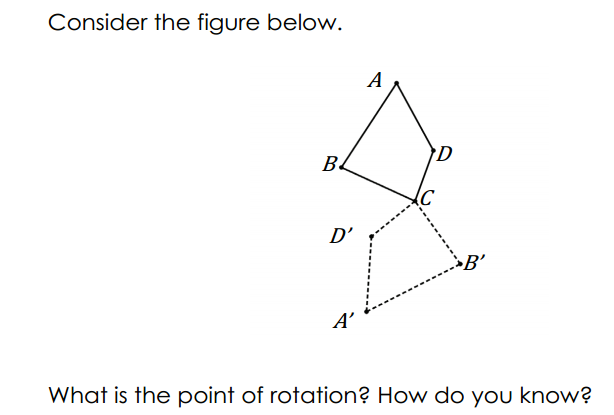 Consider the figure below.
A
B
D
C
D’
B’
A’
What is the point of rotation? How do you know?